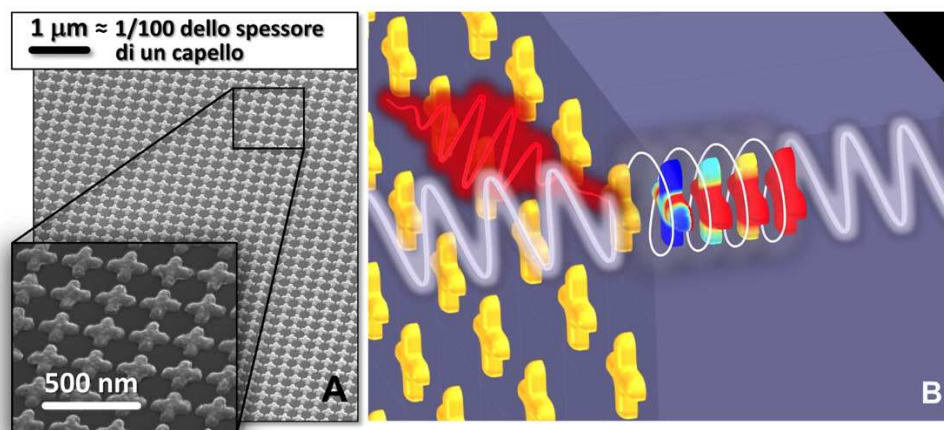 1 µm ≈ 1/100 dello spessore
di un capello
500 nm
A
B